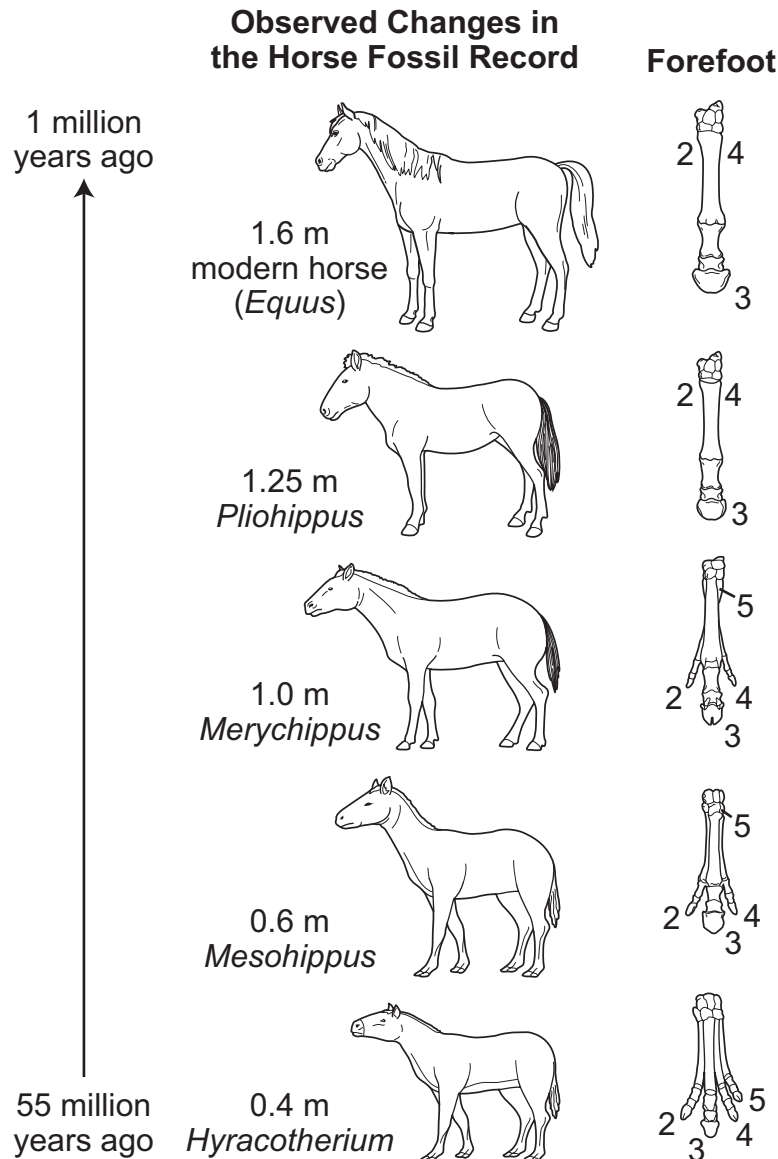 Observed Changes in
the Horse Fossil Record
Forefoot
1 million
years ago
1.6 m
modern horse
(Equus)
2 4
3
1.25 m
Pliohippus
2 4
3
1.0 m
Merychippus
5
2 4
3
0.6 m
Mesohippus
5
2 4
3
55 million
years ago
0.4 m
Hyracotherium
5
2 4
3